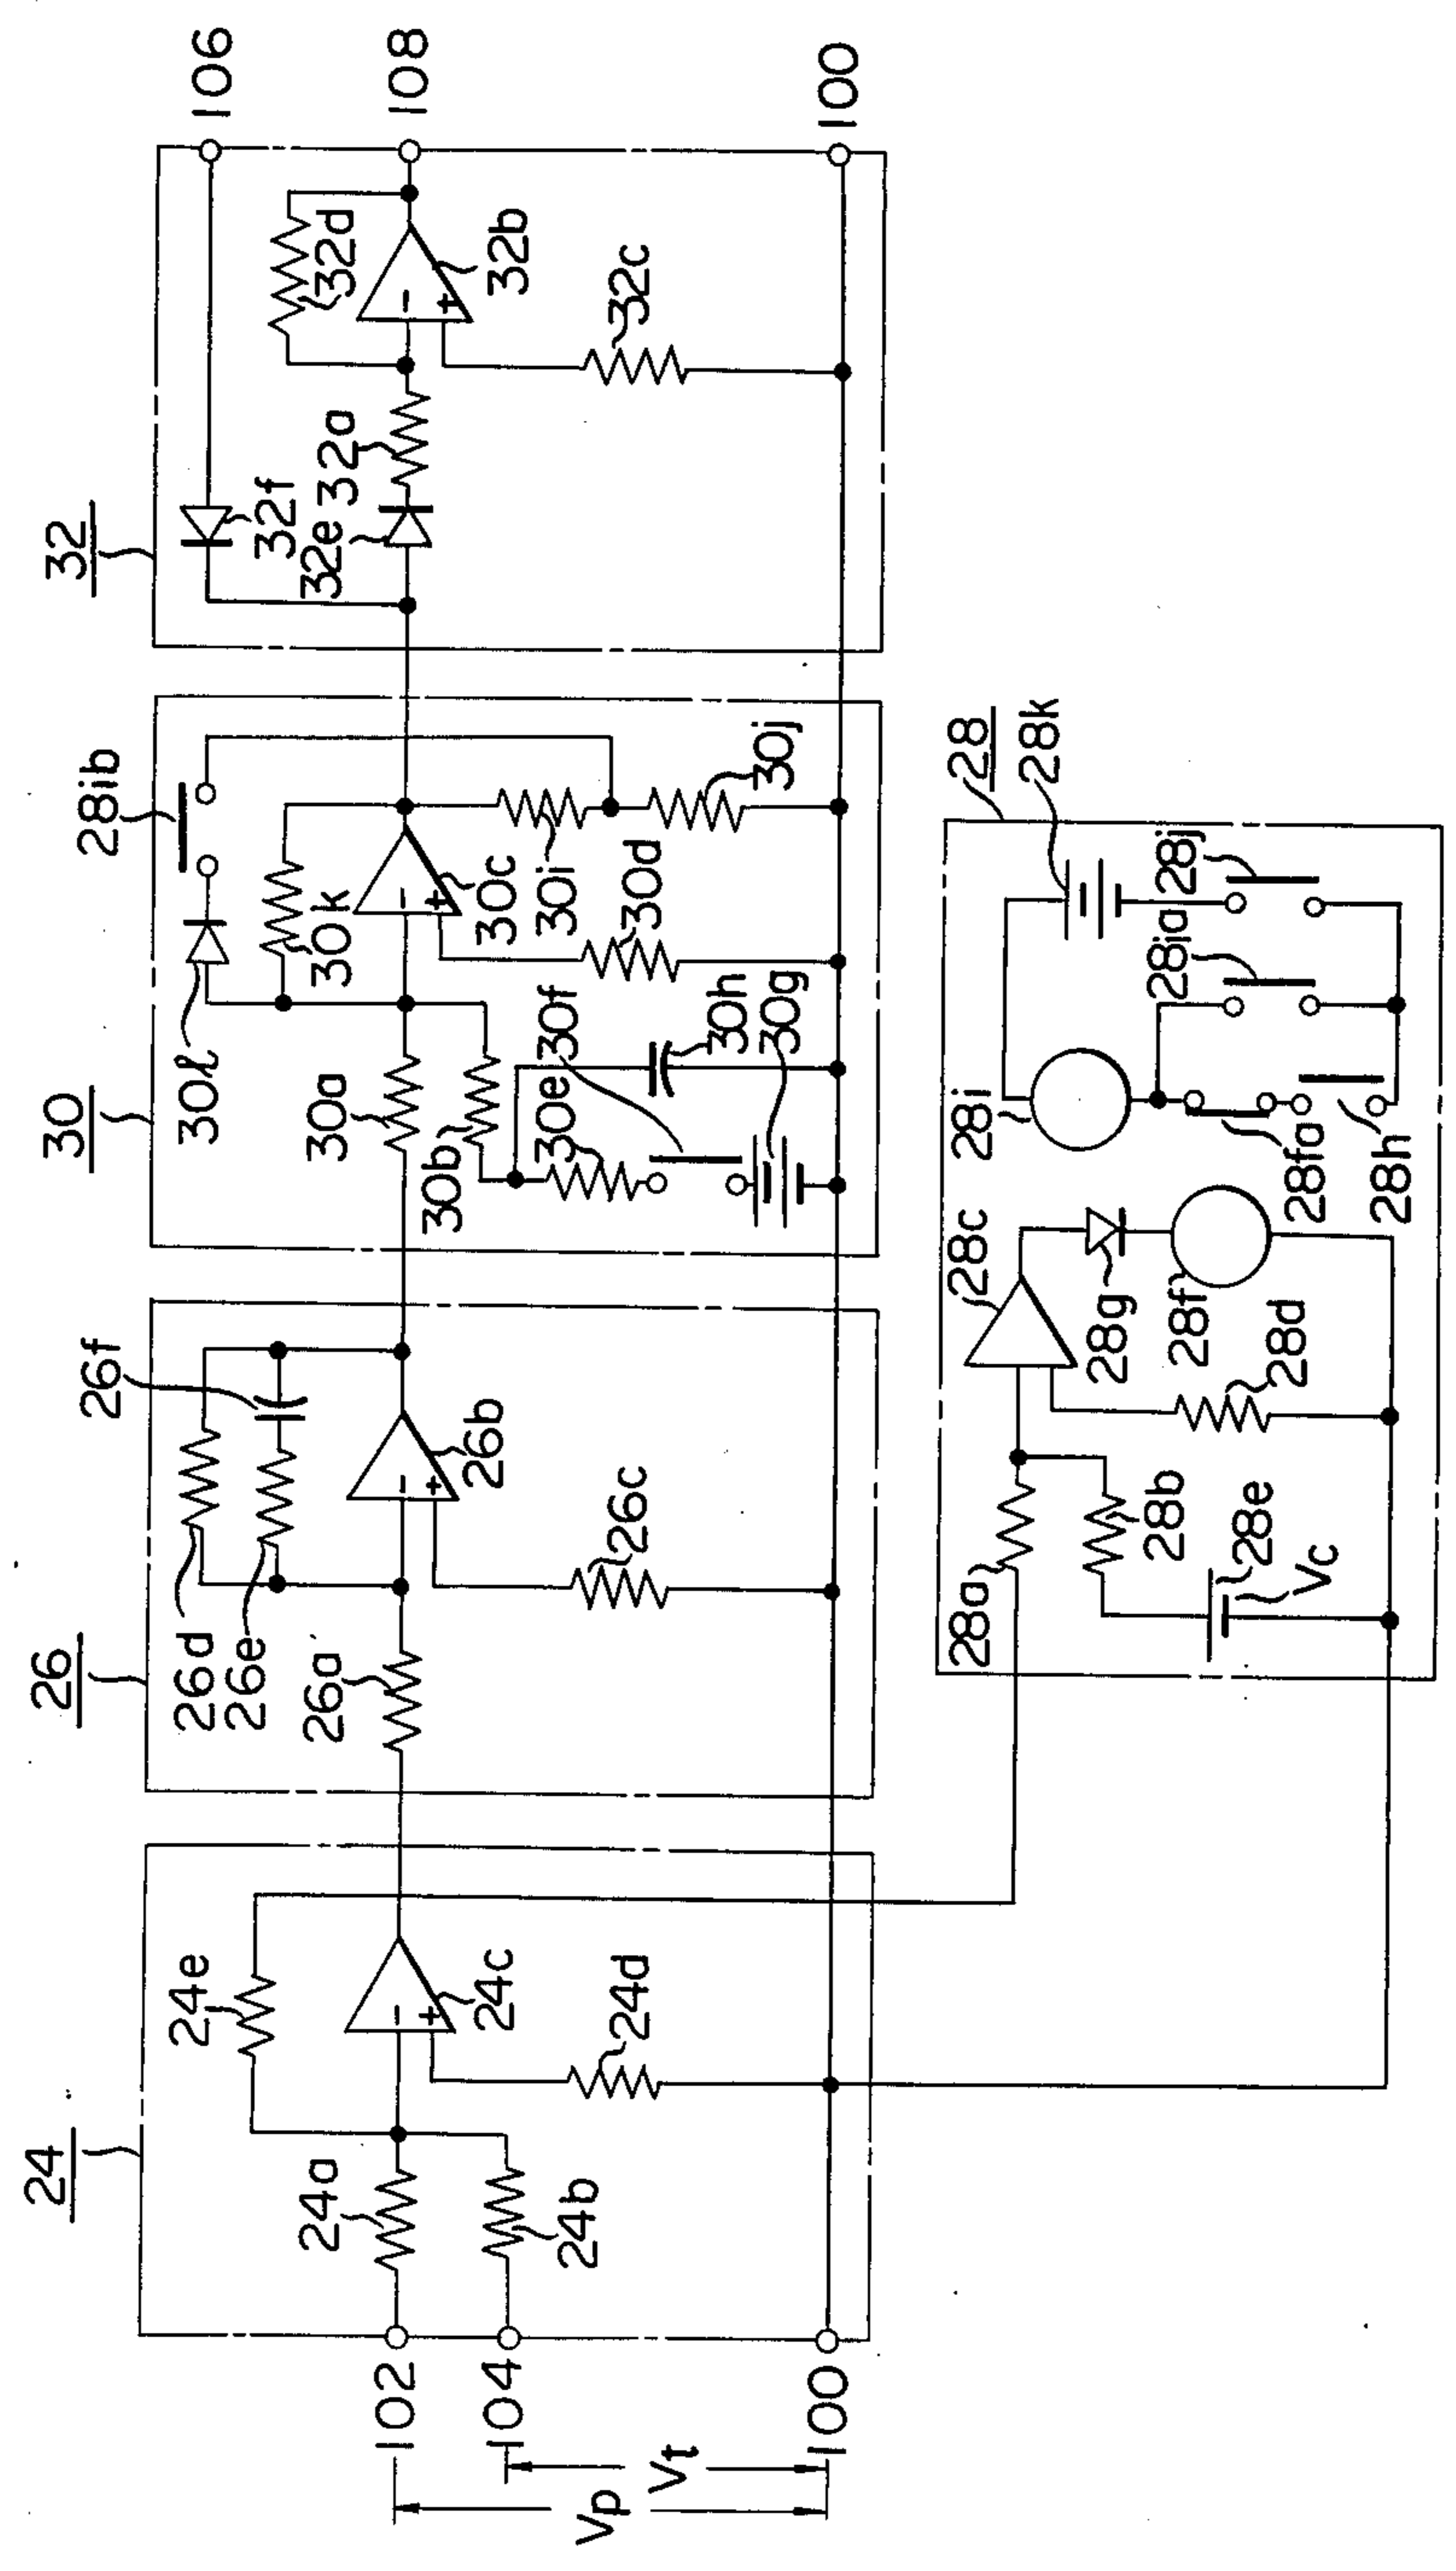 24
24e
24a
24c
24b
24d
102
104
100
Vp
Vt
26
26f
26d
26e
26a
26b
26c
30
28ib
30l
30k
30a
30c
30i
30j
30b
30e
30f
30d
30h
30g
32
32f
32e
32a
32d
32b
32c
106
108
100
28
28k
28j
28ia
28i
28fa
28h
28c
28g
28f
28d
28a
28b
28e
Vc